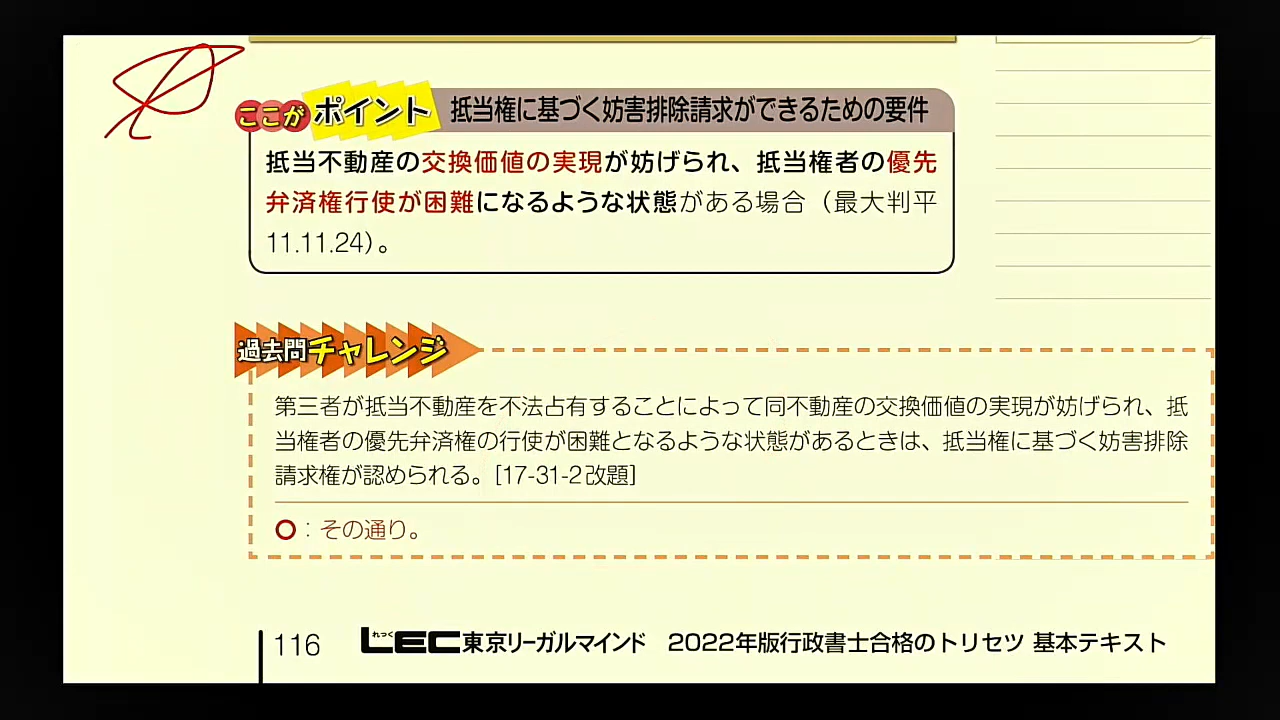 ここがポイント 抵当権に基づく妨害排除請求ができるための要件
抵当不動産の交換価値の実現が妨げられ、抵当権者の優先
弁済権行使が困難になるような状態がある場合（最大判平
11.11.24）。
過去問チャレンジ
第三者が抵当不動産を不法占有することによって同不動産の交換価値の実現が妨げられ、抵
当権者の優先弁済権の行使が困難となるような状態があるときは、抵当権に基づく妨害排除
請求権が認められる。[17-31-2改題]
○：その通り。
116 れっく LEC東京リーガルマインド 2022年版行政書士合格のトリセツ 基本テキスト